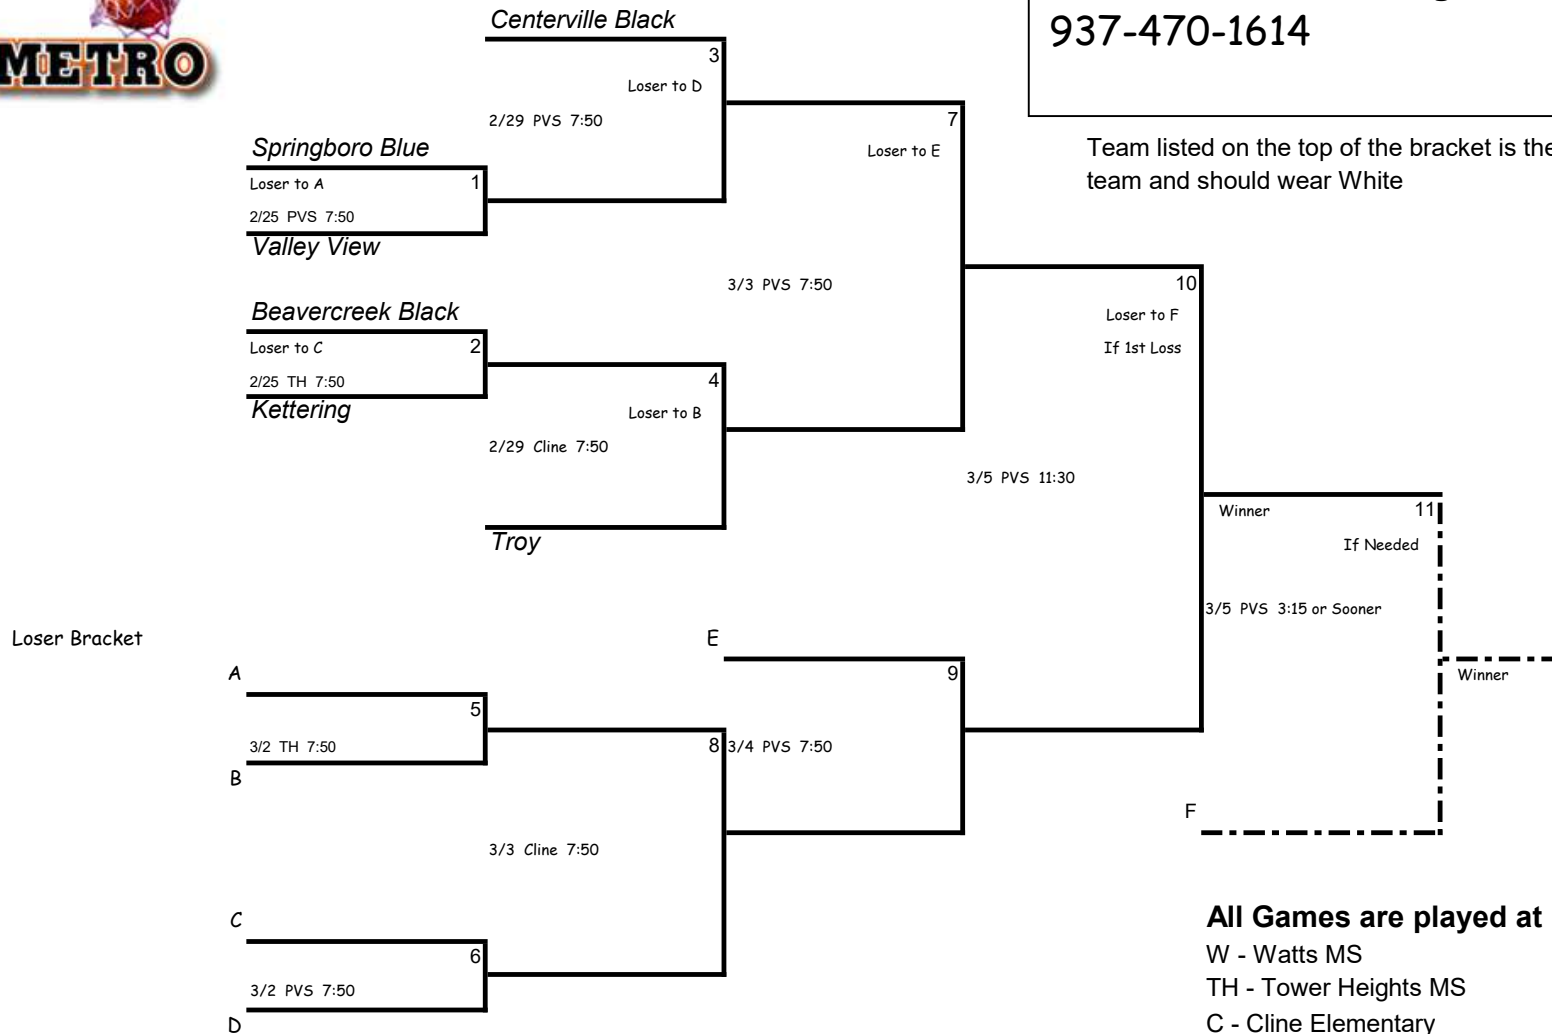 METRO
937-470-1614
Team listed on the top of the bracket is the
team and should wear White
Centerville Black
3
Loser to D
2/29 PVS 7:50
Springboro Blue
Loser to A
1
2/25 PVS 7:50
Valley View
7
Loser to E
3/3 PVS 7:50
Beavercreek Black
Loser to C
2
2/25 TH 7:50
Kettering
4
Loser to B
2/29 Cline 7:50
Troy
10
Loser to F
If 1st Loss
3/5 PVS 11:30
Winner
11
If Needed
3/5 PVS 3:15 or Sooner
Winner
Loser Bracket
A
5
3/2 TH 7:50
B
E
9
8
3/4 PVS 7:50
3/3 Cline 7:50
F
C
6
3/2 PVS 7:50
D
All Games are played at
W - Watts MS
TH - Tower Heights MS
C - Cline Elementary